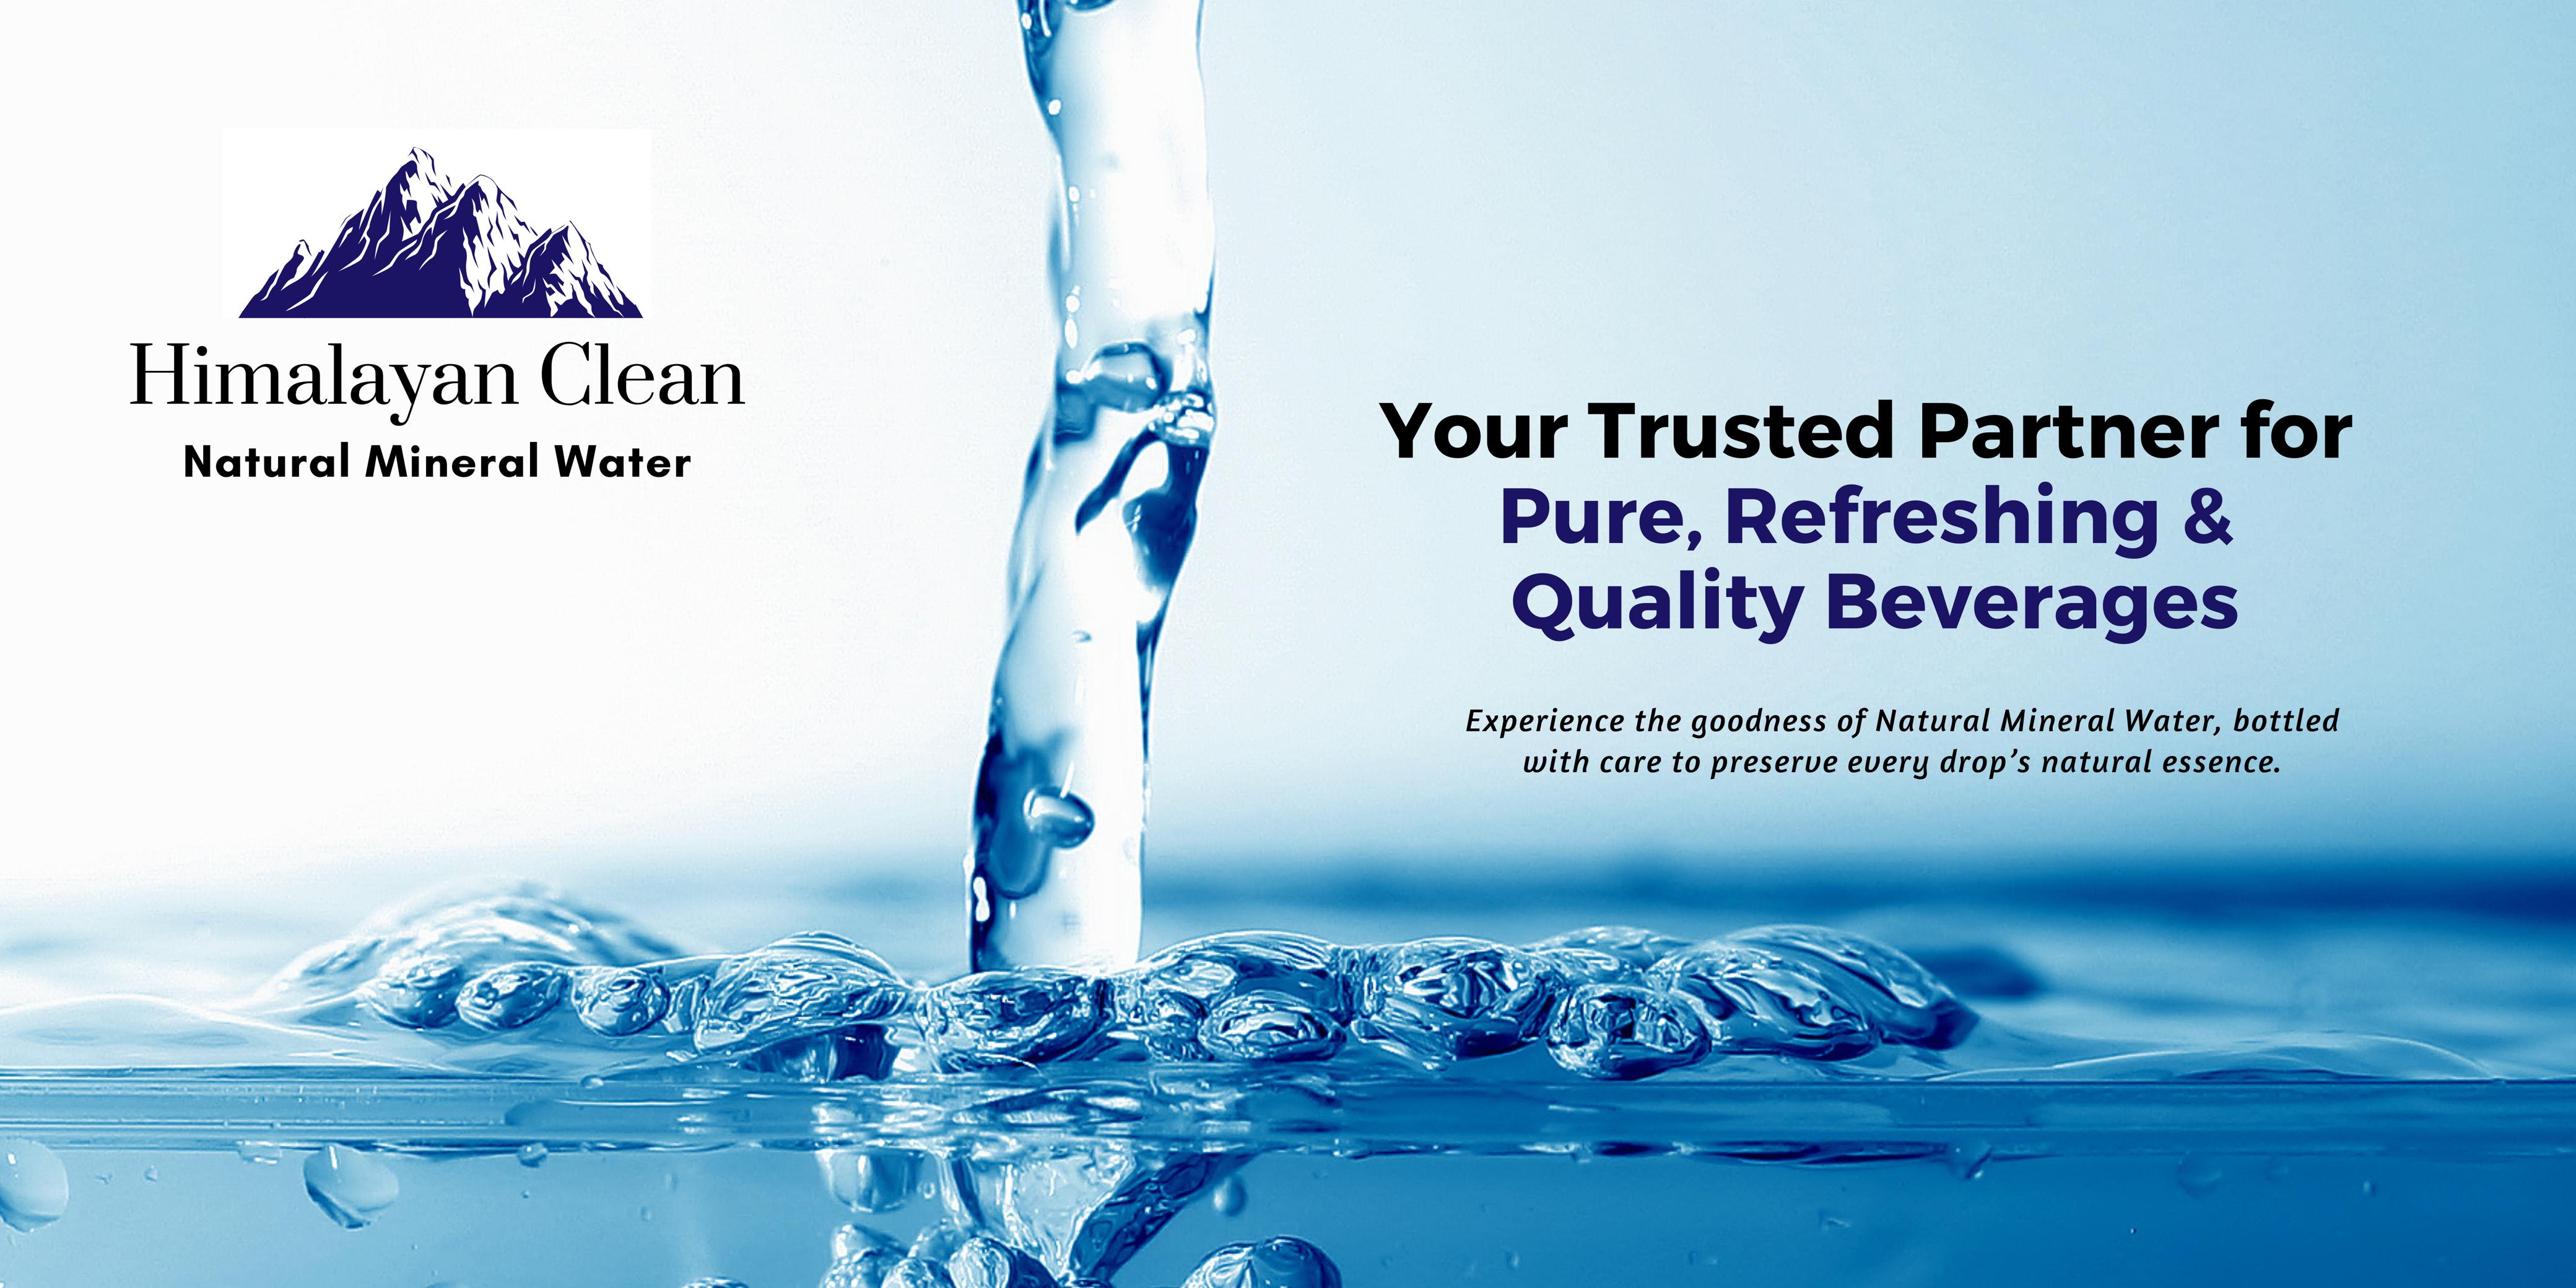 Himalayan Clean
Natural Mineral Water
Your Trusted Partner for
Pure, Refreshing &
Quality Beverages
Experience the goodness of Natural Mineral Water, bottled
with care to preserve every drop’s natural essence.